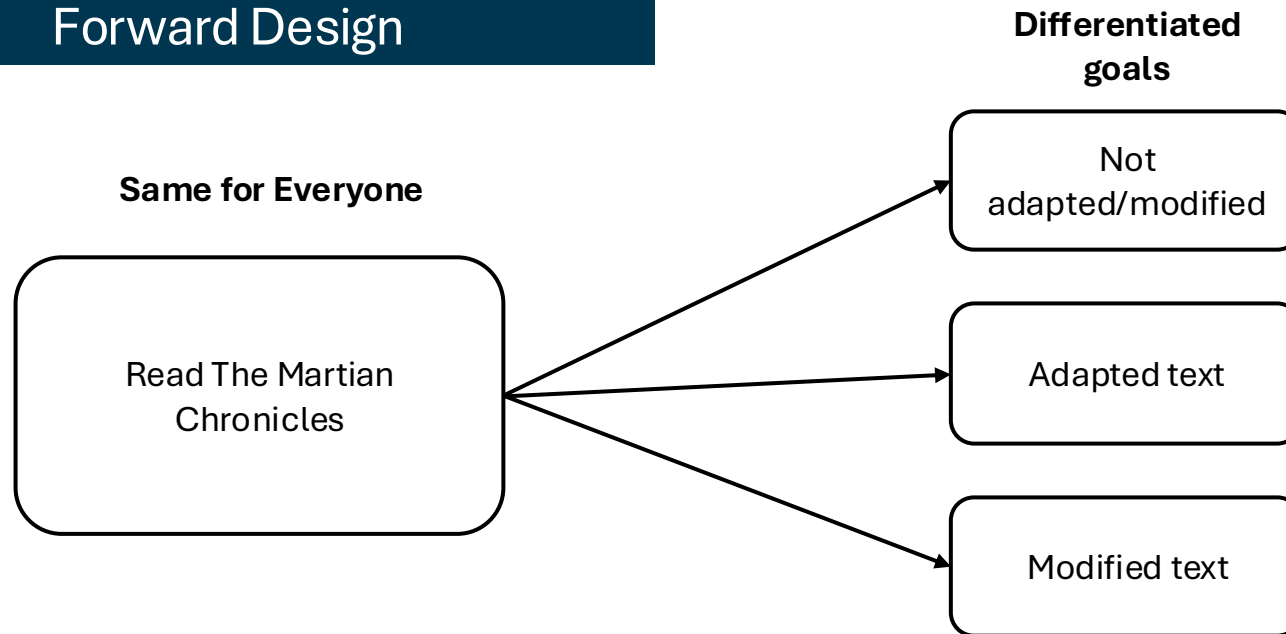 Forward Design
Differentiated
goals
Same for Everyone
Read The Martian
Chronicles
Not
adapted/modified
Adapted text
Modified text